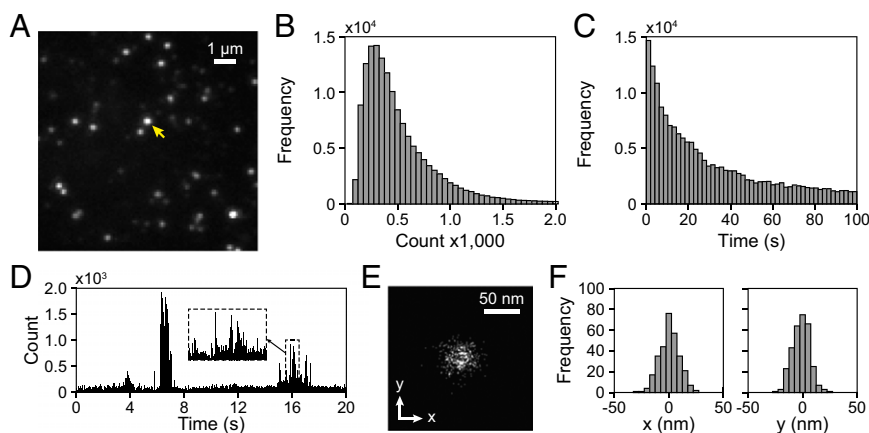 A
1 µm
B
x10⁴
1.5
1.0
0.5
0
Frequency
0 0.5 1.0 1.5 2.0
Count x1,000
C
x10⁴
1.5
1.0
0.5
0
Frequency
0 20 40 60 80 100
Time (s)
D
x10³
2.0
1.5
1.0
0.5
0
Count
0 4 8 12 16 20
Time (s)
E
50 nm
y
x
F
100
80
60
40
20
0
Frequency
-50 0 50
x (nm)
-50 0 50
y (nm)